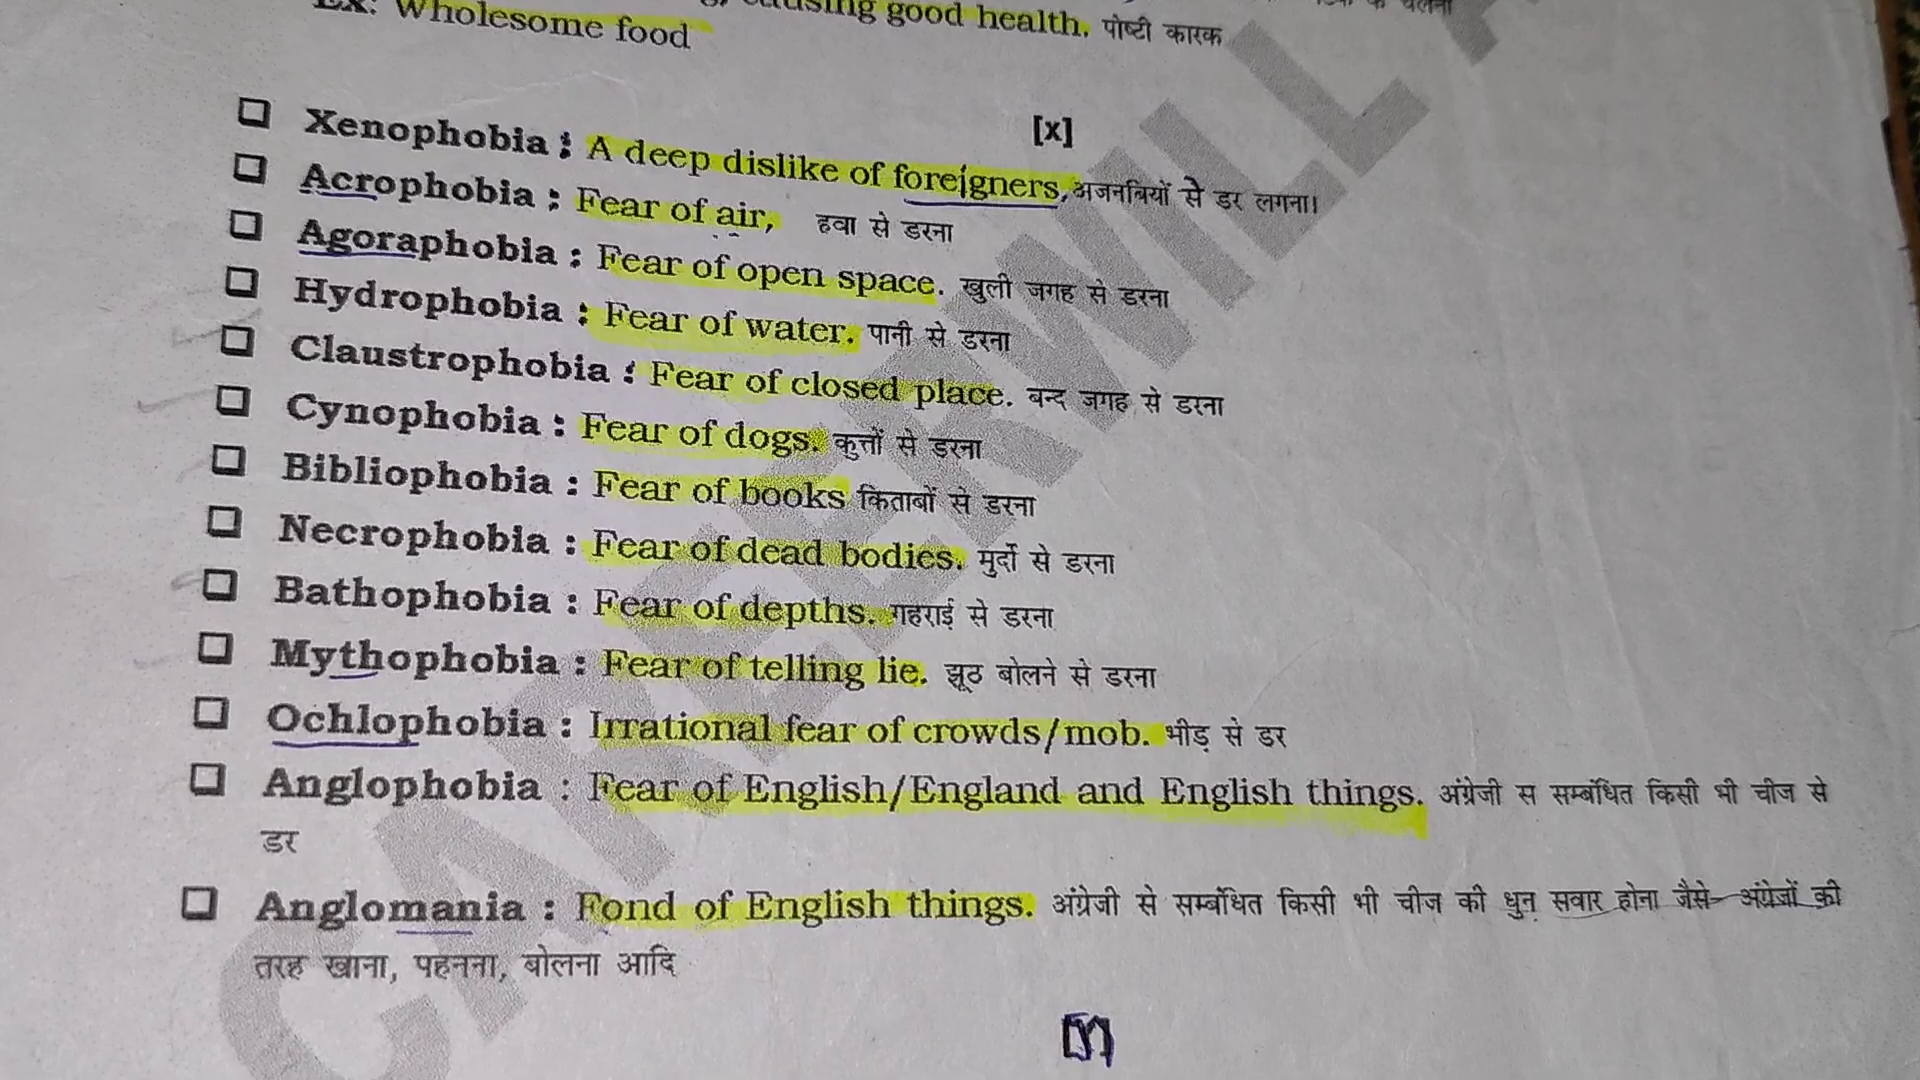 causing good health. पोष्टी कारक
Ex: Wholesome food
[x]
❑ Xenophobia : A deep dislike of foreigners, अजनबियों से डर लगना।
❑ Acrophobia : Fear of air, हवा से डरना
❑ Agoraphobia : Fear of open space. खुली जगह से डरना
❑ Hydrophobia : Fear of water. पानी से डरना
❑ Claustrophobia : Fear of closed place. बन्द जगह से डरना
❑ Cynophobia : Fear of dogs. कुत्तों से डरना
❑ Bibliophobia : Fear of books किताबों से डरना
❑ Necrophobia : Fear of dead bodies. मुर्दो से डरना
❑ Bathophobia : Fear of depths. गहराई से डरना
❑ Mythophobia : Fear of telling lie. झूठ बोलने से डरना
❑ Ochlophobia : Irrational fear of crowds/mob. भीड़ से डर
❑ Anglophobia : Fear of English/England and English things. अंग्रेजी स सम्बंधित किसी भी चीज से
डर
❑ Anglomania : Fond of English things. अंग्रेजी से सम्बंधित किसी भी चीज की धुन सवार होना जैसे- अंग्रेजों की
तरह खाना, पहनना, बोलना आदि
CAREERWILL